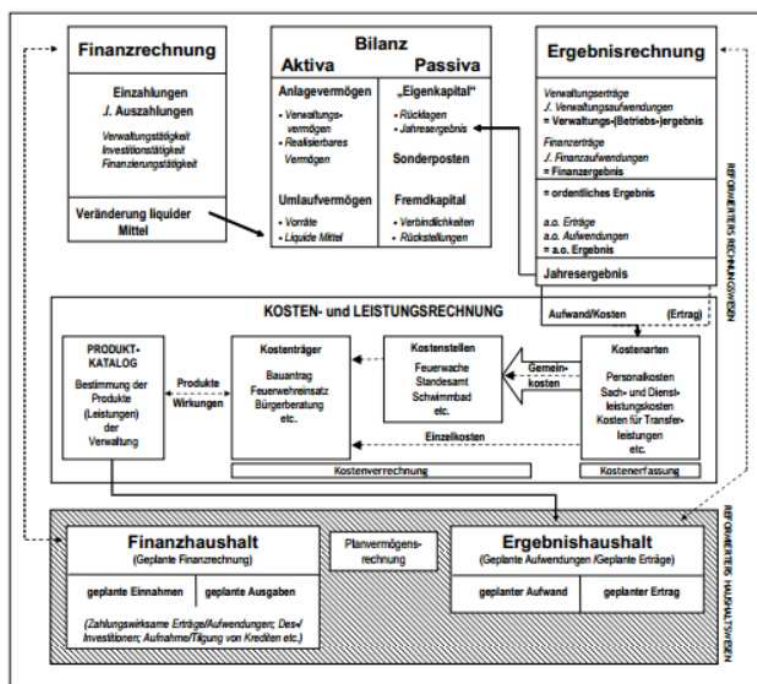 Finanzrechnung
Einzahlungen
./. Auszahlungen
Verwaltungstätigkeit
Investitionstätigkeit
Finanzierungstätigkeit
Veränderung liquider
Mittel
Bilanz
Aktiva Passiva
Anlagevermögen
• Verwaltungs-
vermögen
• Realisierbares
Vermögen
Umlaufvermögen
• Vorräte
• Liquide Mittel
„Eigenkapital“
• Rücklagen
• Jahresergebnis
Sonderposten
Fremdkapital
• Verbindlichkeiten
• Rückstellungen
Ergebnisrechnung
Verwaltungserträge
./. Verwaltungsaufwendungen
= Verwaltungs-(Betriebs-)ergebnis
Finanzerträge
./. Finanzaufwendungen
= Finanzergebnis
= ordentliches Ergebnis
a.o. Erträge
a.o. Aufwendungen
= a.o. Ergebnis
Jahresergebnis
REFORMIERTERS RECHNUNGSWESEN
KOSTEN- und LEISTUNGSRECHNUNG
Aufwand/Kosten (Ertrag)
PRODUKT-
KATALOG
Bestimmung der
Produkte
(Leistungen)
der
Verwaltung
Produkte
Wirkungen
Kostenträger
Bauantrag
Feuerwehreinsatz
Bürgerberatung
etc.
Kostenstellen
Feuerwache
Standesamt
Schwimmbad
etc.
Gemein-
kosten
Einzelkosten
Kostenarten
Personalkosten
Sach- und Dienst-
leistungskosten
Kosten für Transfer-
leistungen
etc.
Kostenverrechnung
Kostenerfassung
Finanzhaushalt
(Geplante Finanzrechnung)
geplante Einnahmen geplante Ausgaben
(Zahlungswirksame Erträge/Aufwendungen; Des-/
Investitionen; Aufnahme/Tilgung von Krediten etc.)
Planvermögens-
rechnung
Ergebnishaushalt
(Geplante Aufwendungen /Geplante Erträge)
geplanter Aufwand geplanter Ertrag
REFORMIERTERS HAUSHALTSWESEN